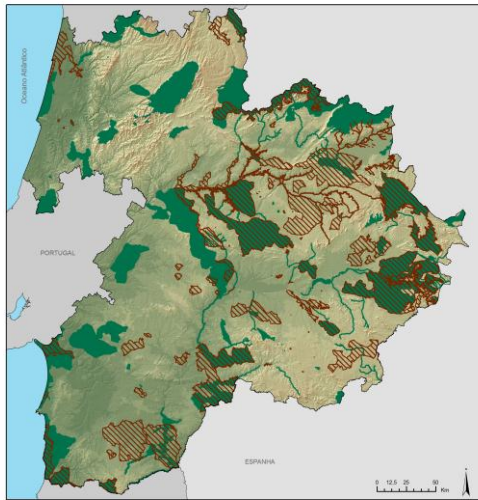 Oceano Atlântico
PORTUGAL
ESPANHA
0 12,5 25 50
Km